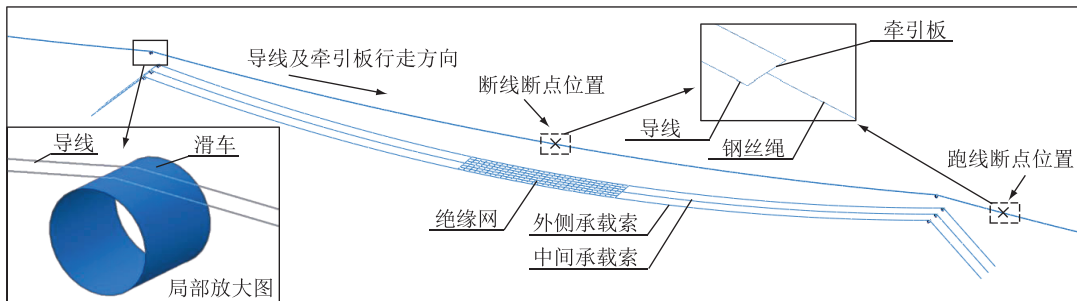 导线及牵引板行走方向
断线断点位置
牵引板
导线
钢丝绳
跑线断点位置
导线
滑车
局部放大图
绝缘网
外侧承载索
中间承载索